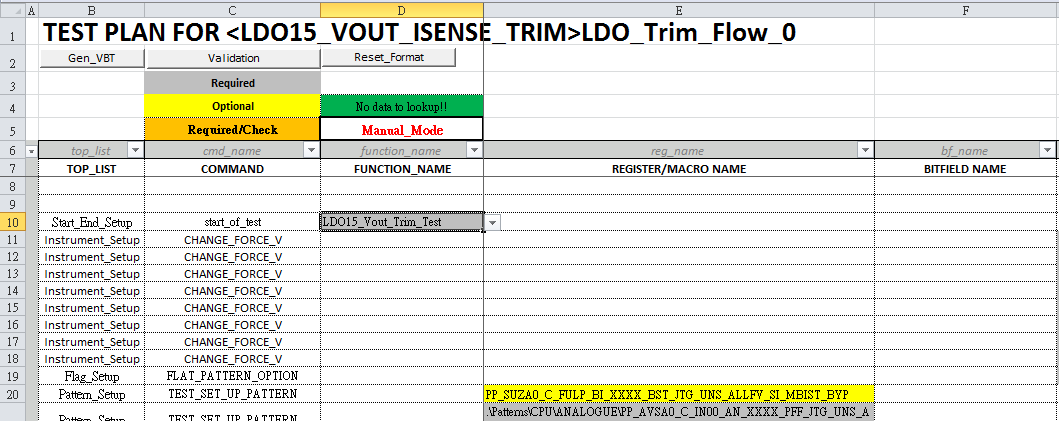 B A C D E F
1 TEST PLAN FOR <LDO15_VOUT_ISENSE_TRIM>LDO_Trim_Flow_0
2 Gen_VBT Validation Reset_Format
3 Required
4 Optional No data to lookup!!
5 Required/Check Manual_Mode
6 top_list cmd_name function_name reg_name bf_name
7 TOP_LIST COMMAND FUNCTION_NAME REGISTER/MACRO NAME BITFIELD NAME
8
9
10 Start_End_Setup start_of_test LDO15_Vout_Trim_Test
11 Instrument_Setup CHANGE_FORCE_V
12 Instrument_Setup CHANGE_FORCE_V
13 Instrument_Setup CHANGE_FORCE_V
14 Instrument_Setup CHANGE_FORCE_V
15 Instrument_Setup CHANGE_FORCE_V
16 Instrument_Setup CHANGE_FORCE_V
17 Instrument_Setup CHANGE_FORCE_V
18 Instrument_Setup CHANGE_FORCE_V
19 Flag_Setup FLAT_PATTERN_OPTION
20 Pattern_Setup TEST_SET_UP_PATTERN PP_SUZA0_C_FULP_BI_XXXX_BST_JTG_UNS_ALLFV_SI_MBIST_BYP
Pattern_Setup TEST_SET_UP_PATTERN .\Patterns\CPU\ANALOGUE\PP_AVSA0_C_IN00_AN_XXXX_PFF_JTG_UNS_A